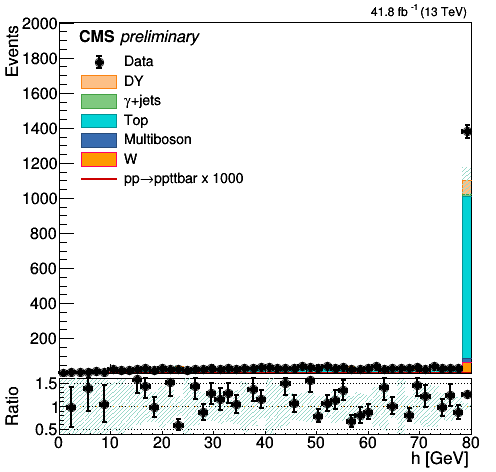 41.8 fb⁻¹ (13 TeV)
Events
2000
1800
1600
1400
1200
1000
800
600
400
200
CMS preliminary
Data
DY
γ+jets
Top
Multiboson
W
pp→ppttbar x 1000
Ratio
1.5
1
0.5
0 10 20 30 40 50 60 70 80
h [GeV]